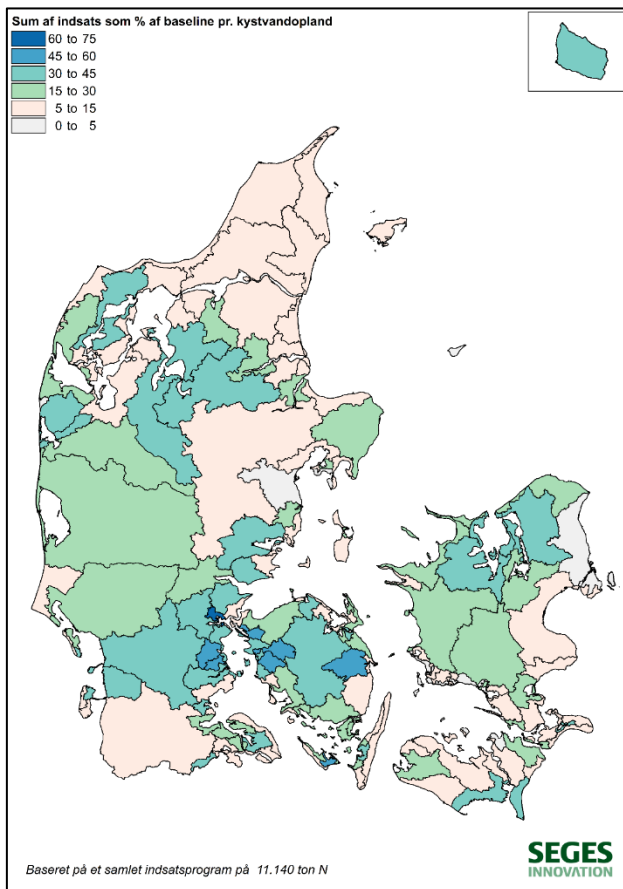 Sum af indsats som % af baseline pr. kystvandopland
60 to 75
45 to 60
30 to 45
15 to 30
5 to 15
0 to 5
Baseret på et samlet indsatsprogram på 11.140 ton N
SEGES
INNOVATION